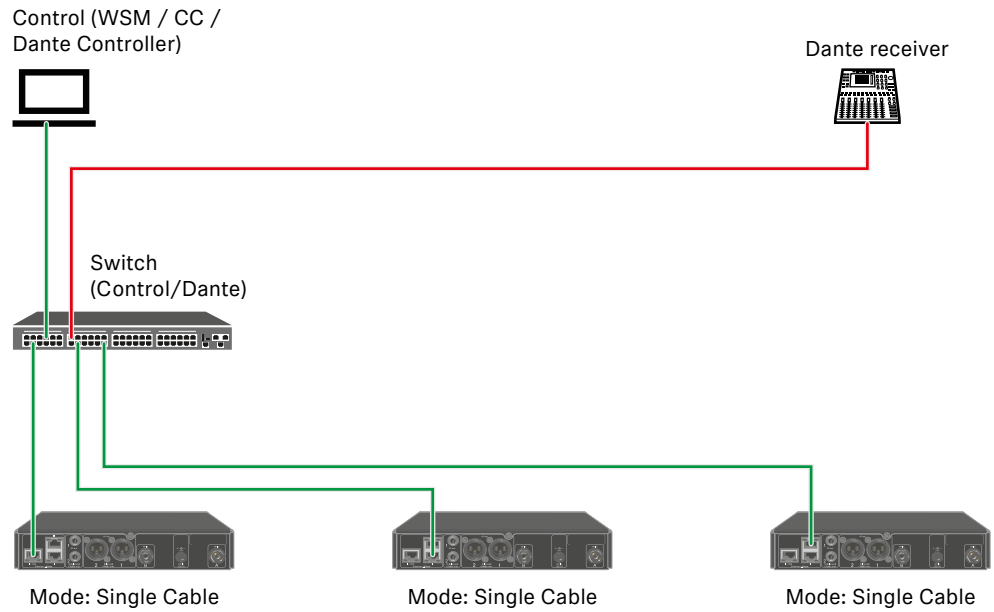 Control (WSM / CC /
Dante Controller)
Dante receiver
Switch
(Control/Dante)
Mode: Single Cable
Mode: Single Cable
Mode: Single Cable